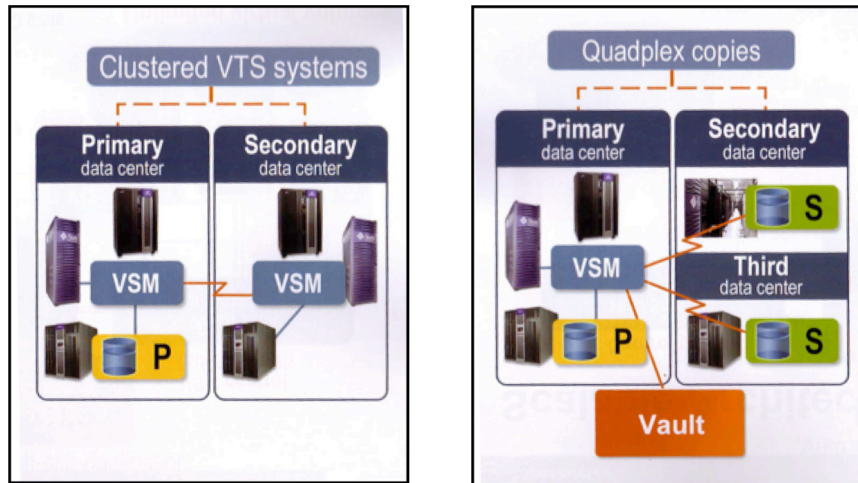 Clustered VTS systems
Primary
data center
Secondary
data center
VSM
VSM
P
Quadplex copies
Primary
data center
Secondary
data center
S
VSM
Third
data center
P
S
Vault